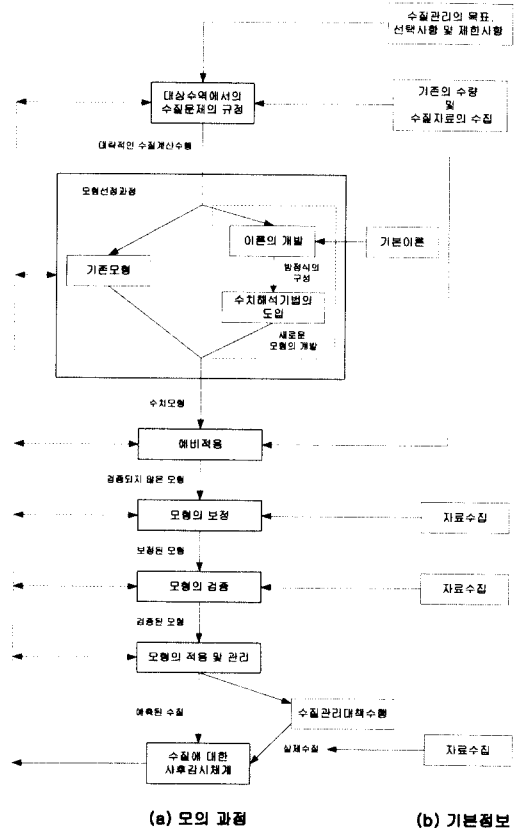 수질관리의 목표,
선택사항 및 제한사항
대상수역에서의
수질문제의 규정
기존의 수량
및
수질자료의 수집
대략적인 수질계산수행
모형선정과정
이론의 개발
기본이론
기존모형
방정식의
구성
수치해석기법의
도입
새로운
모형의 개발
수치모형
예비적용
검증되지 않은 모형
모형의 보정
자료수집
보정된 모형
모형의 검증
자료수집
검증된 모형
모형의 적용 및 관리
예측된 수질
수질관리대책수행
수질에 대한
사후감시체계
실제수질
자료수집
(a) 모의 과정
(b) 기본정보